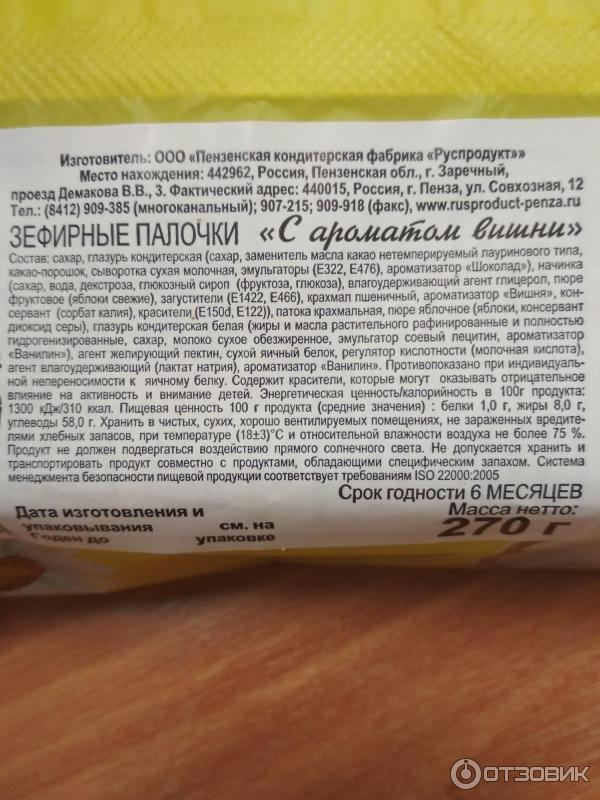 Изготовитель: ООО «Пензенская кондитерская фабрика «Руспродукт»»
Место нахождения: 442962, Россия, Пензенская обл., г. Заречный,
проезд Демакова В.В., 3. Фактический адрес: 440015, Россия, г. Пенза, ул. Совхозная, 12
Тел.: (8412) 909-385 (многоканальный); 907-215; 909-918 (факс), www.rusproduct-penza.ru
ЗЕФИРНЫЕ ПАЛОЧКИ «С ароматом вишни»
Состав: сахар, глазурь кондитерская (сахар, заменитель масла какао нетемперируемый лауринового типа,
какао-порошок, сыворотка сухая молочная, эмульгаторы (Е322, Е476), ароматизатор «Шоколад»), начинка
(сахар, вода, декстроза, глюкозный сироп (фруктоза, глюкоза), влагоудерживающий агент глицерол, пюре
фруктовое (яблоки свежие), загустители (Е1422, Е466), крахмал пшеничный, ароматизатор «Вишня», кон-
сервант (сорбат калия), красители,(Е150d, Е122)), патока крахмальная, пюре яблочное (яблоки, консервант
диоксид серы), глазурь кондитерская белая (жиры и масла растительного рафинированные и полностью
гидрогенизированные, сахар, молоко сухое обезжиренное, эмульгатор соевый лецитин, ароматизатор
«Ванилин»), агент желирующий пектин, сухой яичный белок, регулятор кислотности (молочная кислота),
агент влагоудерживающий (лактат натрия), ароматизатор «Ванилин». Противопоказано при индивидуаль-
ной непереносимости к яичному белку. Содержит красители, которые могут оказывать отрицательное
влияние на активность и внимание детей. Энергетическая ценность/калорийность в 100г продукта:
1300 кДж/310 ккал. Пищевая ценность 100 г продукта (средние значения) : белки 1,0 г, жиры 8,0 г,
углеводы 58,0 г. Хранить в чистых, сухих, хорошо вентилируемых помещениях, не зараженных вредите-
лями хлебных запасов, при температуре (18±3)°С и относительной влажности воздуха не более 75 %.
Продукт не должен подвергаться воздействию прямого солнечного света. Не допускается хранить и
транспортировать продукт совместно с продуктами, обладающими специфическим запахом. Система
менеджмента безопасности пищевой продукции соответствует требованиям ISO 22000:2005
Срок годности 6 МЕСЯЦЕВ
Дата изготовления и
упаковывания см. на
Годен до упаковке
Масса нетто:
270 г
ОТЗОВИК